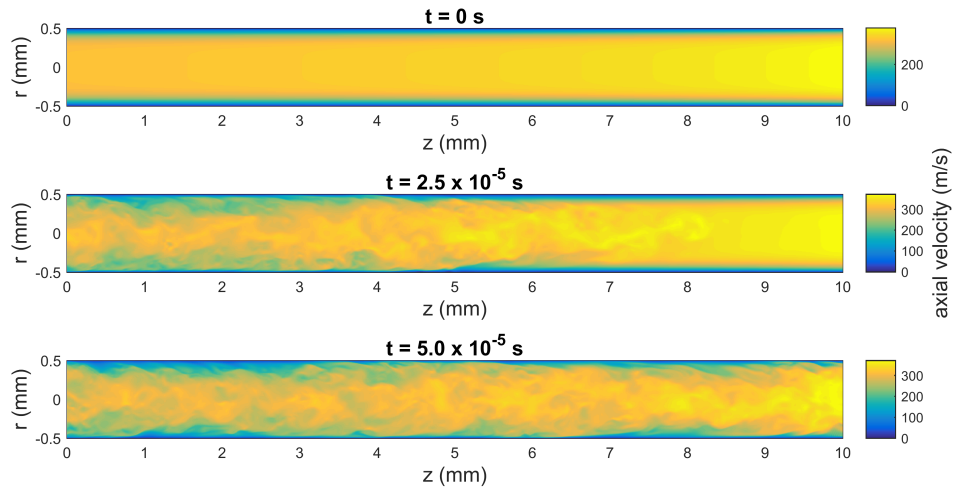 t = 0 s
0.5
0
-0.5
r (mm)
0 1 2 3 4 5 6 7 8 9 10
z (mm)
200
0
t = 2.5 x 10^-5 s
0.5
0
-0.5
r (mm)
0 1 2 3 4 5 6 7 8 9 10
z (mm)
300
200
100
0
axial velocity (m/s)
t = 5.0 x 10^-5 s
0.5
0
-0.5
r (mm)
0 1 2 3 4 5 6 7 8 9 10
z (mm)
300
200
100
0